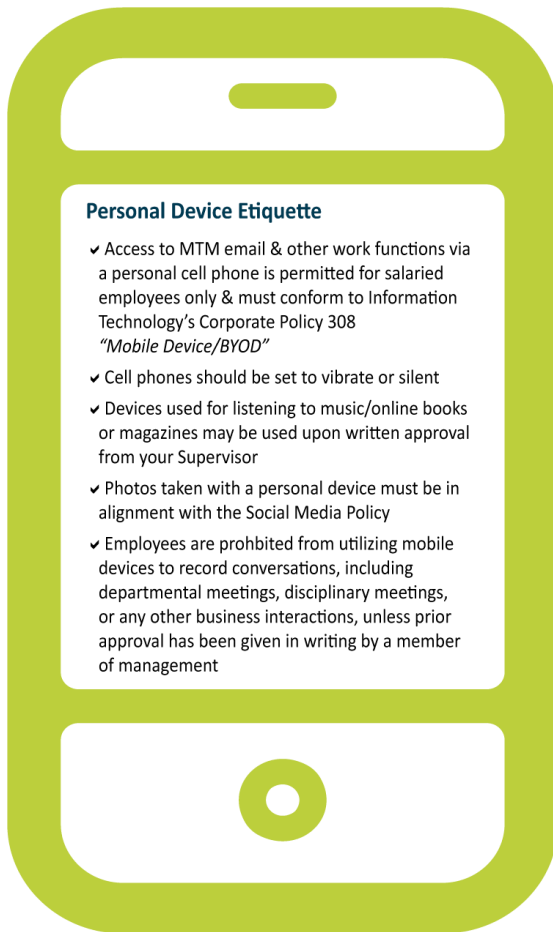 Personal Device Etiquette
✔ Access to MTM email & other work functions via
a personal cell phone is permitted for salaried
employees only & must conform to Information
Technology's Corporate Policy 308
"Mobile Device/BYOD"
✔ Cell phones should be set to vibrate or silent
✔ Devices used for listening to music/online books
or magazines may be used upon written approval
from your Supervisor
✔ Photos taken with a personal device must be in
alignment with the Social Media Policy
✔ Employees are prohbited from utilizing mobile
devices to record conversations, including
departmental meetings, disciplinary meetings,
or any other business interactions, unless prior
approval has been given in writing by a member
of management